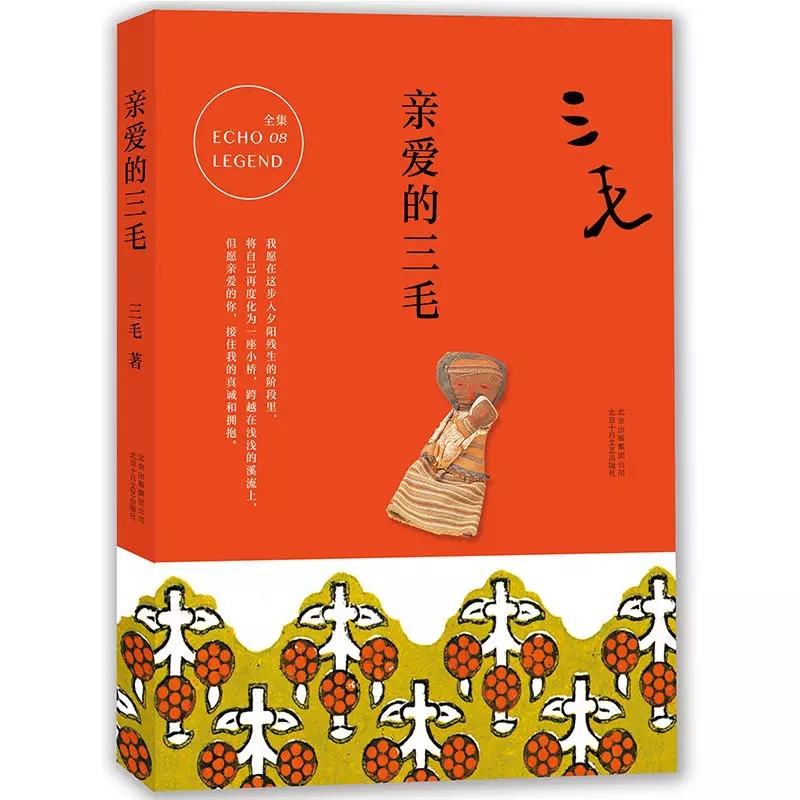 亲爱的三毛
三毛 著
北京出版集团公司
北京十月文艺出版社
三毛
亲爱的三毛
全集
ECHO 08
LEGEND
我愿在这步入夕阳残生的阶段里，
将自己再度化为一座小桥，跨越在浅浅的溪流上，
但愿亲爱的你，接住我的真诚和拥抱。
北京出版集团公司
北京十月文艺出版社